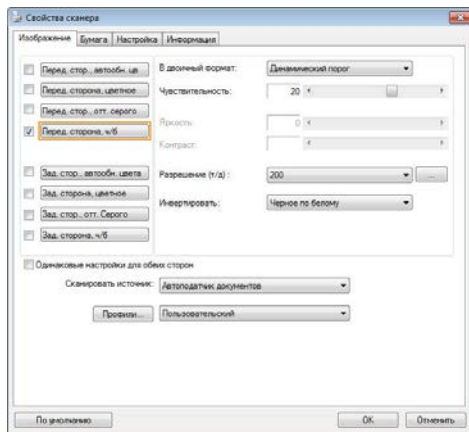 Свойства сканера
Изображение Бумага Настройка Информация
Перед. стор., автообн. цв
Перед. сторона, цветное
Перед. стор., отт. серого
Перед. сторона, ч/б
Зад. стор., автообн. цвета
Зад. сторона, цветное
Зад. стор., отт. Серого
Зад. сторона, ч/б
В двоичный формат: Динамический порог
Чувствительность: 20
Яркость: 0
Контраст:
Разрешение (т/д) : 200 ...
Инвертировать: Черное по белому
Одинаковые настройки для обеих сторон
Сканировать источник: Автоподатчик документов
Профили... Пользовательский
По умолчанию OK Отменить